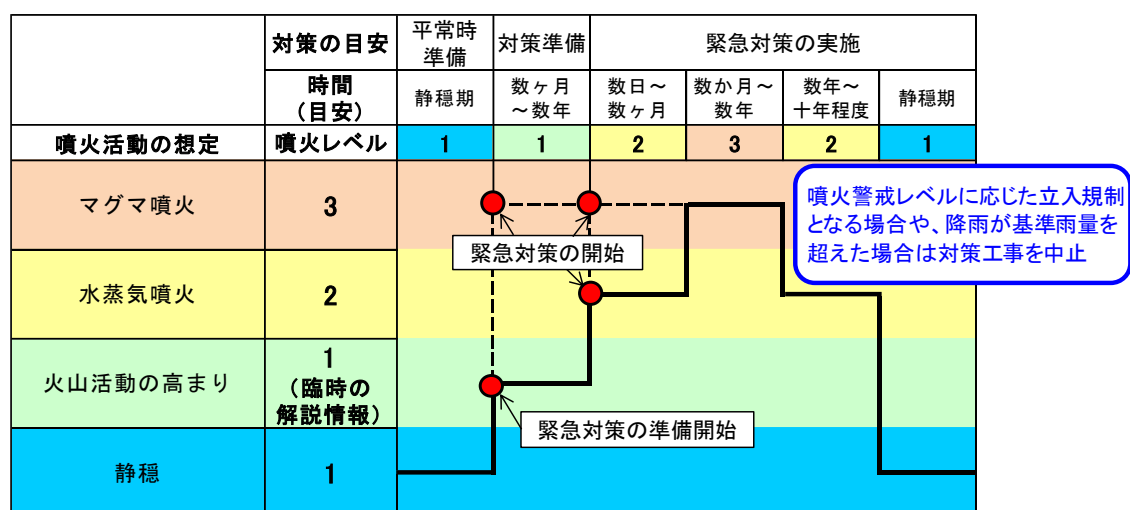 対策の目安
平常時
準備
対策準備
緊急対策の実施
時間
（目安）
静穏期
数ヶ月
～数年
数日～
数ヶ月
数か月～
数年
数年～
十年程度
静穏期
噴火活動の想定
噴火レベル
1
1
2
3
2
1
マグマ噴火
3
噴火警戒レベルに応じた立入規制
となる場合や、降雨が基準雨量を
超えた場合は対策工事を中止
緊急対策の開始
水蒸気噴火
2
火山活動の高まり
1
（臨時の
解説情報）
緊急対策の準備開始
静穏
1